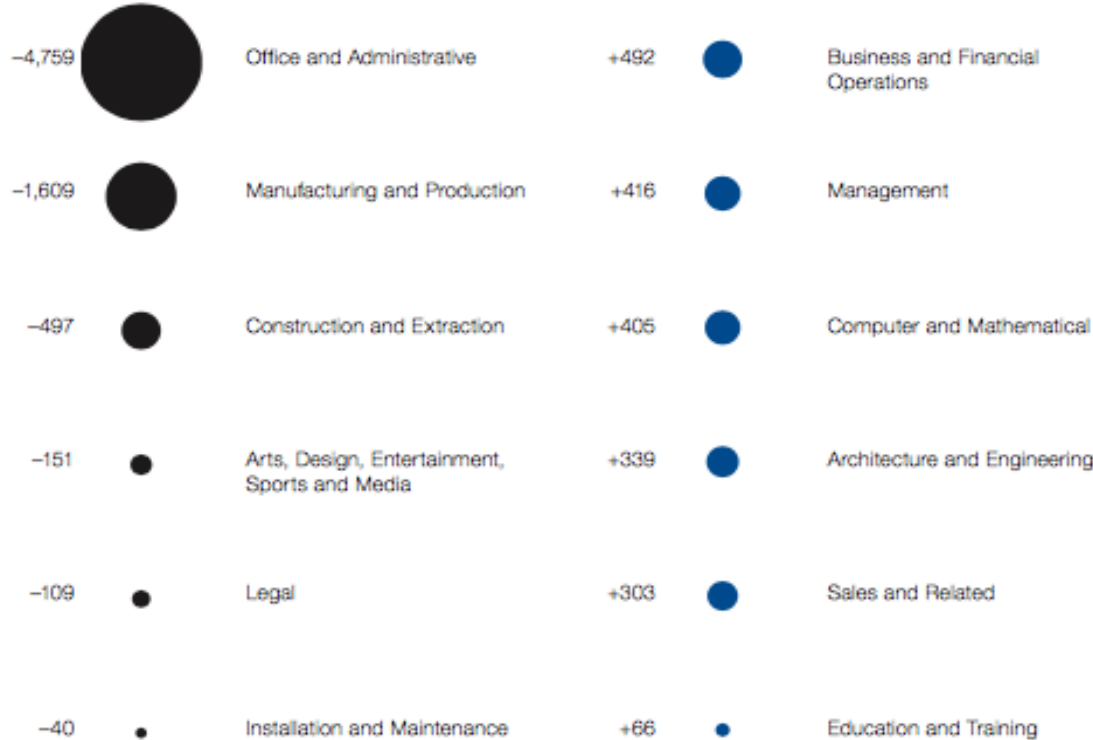 –4,759 Office and Administrative +492 Business and Financial
Operations
–1,609 Manufacturing and Production +416 Management
–497 Construction and Extraction +405 Computer and Mathematical
–151 Arts, Design, Entertainment, +339 Architecture and Engineering
Sports and Media
–109 Legal +303 Sales and Related
–40 Installation and Maintenance +66 Education and Training